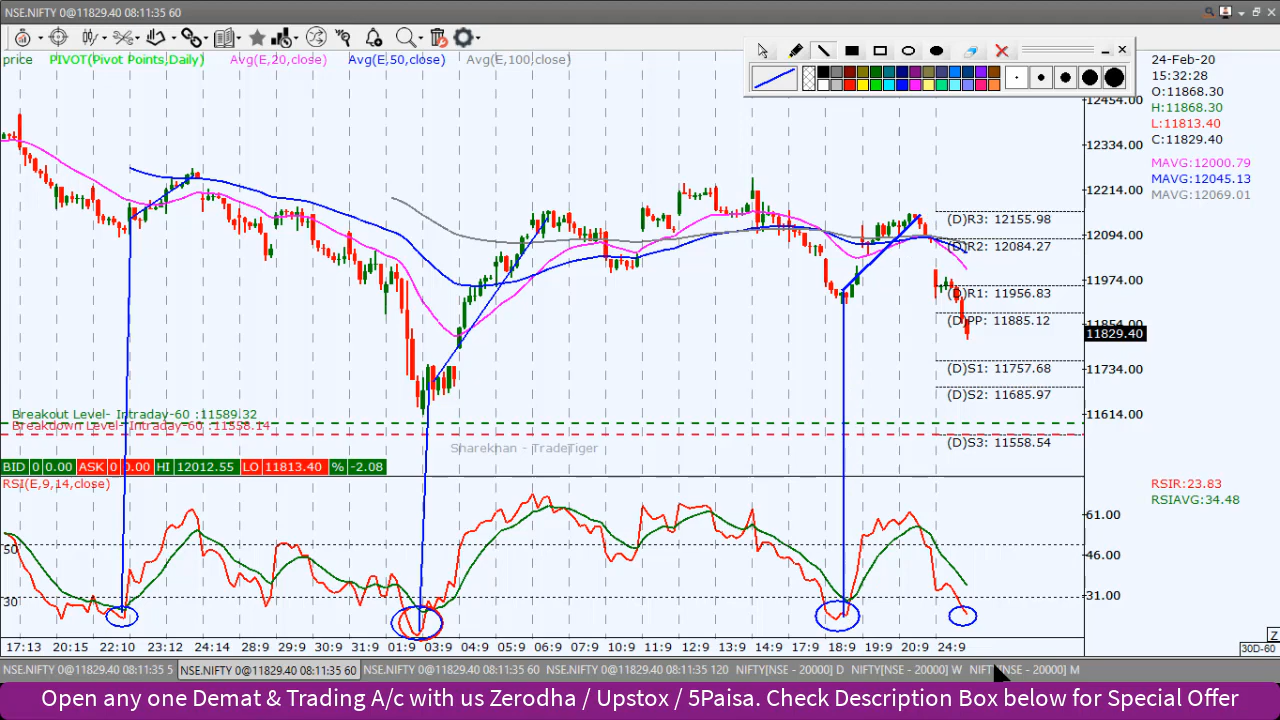 NSE.NIFTY 0@11829.40 08:11:35 60
price PIVOT(Pivot Points,Daily) Avg(E,20,close) Avg(E,50,close) Avg(E,100,close)
24-Feb-20
15:32:28
O:11868.30
H:11868.30
L:11813.40
C:11829.40
MAVG:12000.79
MAVG:12045.13
MAVG:12069.01
12454.00
12334.00
12214.00
12094.00
11974.00
11854.00
11829.40
11734.00
11614.00
(D)R3: 12155.98
(D)R2: 12084.27
(D)R1: 11956.83
(D)PP: 11885.12
(D)S1: 11757.68
(D)S2: 11685.97
(D)S3: 11558.54
Breakout Level- Intraday-60 :11589.32
Breakdown Level- Intraday-60 :11558.14
Sharekhan - TradeTiger
BID 0 0.00 ASK 0 0.00 HI 12012.55 LO 11813.40 % -2.08
RSI(E,9,14,close)
RSIR:23.83
RSIAVG:34.48
61.00
50
46.00
30
31.00
17:13 20:15 22:10 23:12 24:14 28:9 29:9 30:9 31:9 01:9 03:9 04:9 05:9 06:9 07:9 10:9 11:9 12:9 13:9 14:9 17:9 18:9 19:9 20:9 24:9
Z
30D-60
NSE.NIFTY 0@11829.40 08:11:35 5 NSE.NIFTY 0@11829.40 08:11:35 60 NSE.NIFTY 0@11829.40 08:11:35 60 NSE.NIFTY 0@11829.40 08:11:35 120 NIFTY[NSE - 20000] D NIFTY[NSE - 20000] W NIFTY[NSE - 20000] M
Open any one Demat & Trading A/c with us Zerodha / Upstox / 5Paisa. Check Description Box below for Special Offer